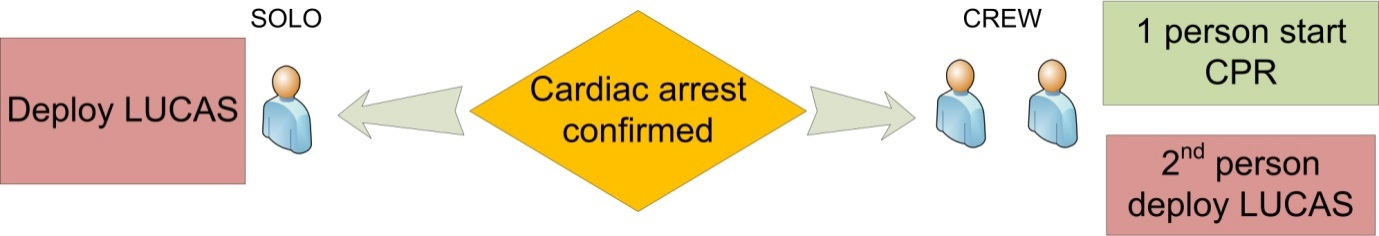 SOLO
Deploy LUCAS
Cardiac arrest
confirmed
CREW
1 person start
CPR
2nd person
deploy LUCAS